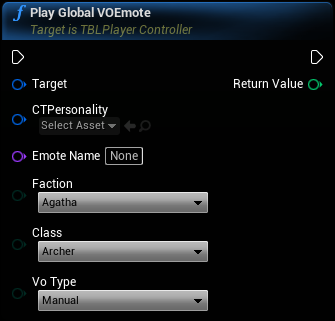 f Play Global VOEmote
Target is TBLPlayer Controller
Target Return Value
CTPersonality
Select Asset
Emote Name None
Faction
Agatha
Class
Archer
Vo Type
Manual